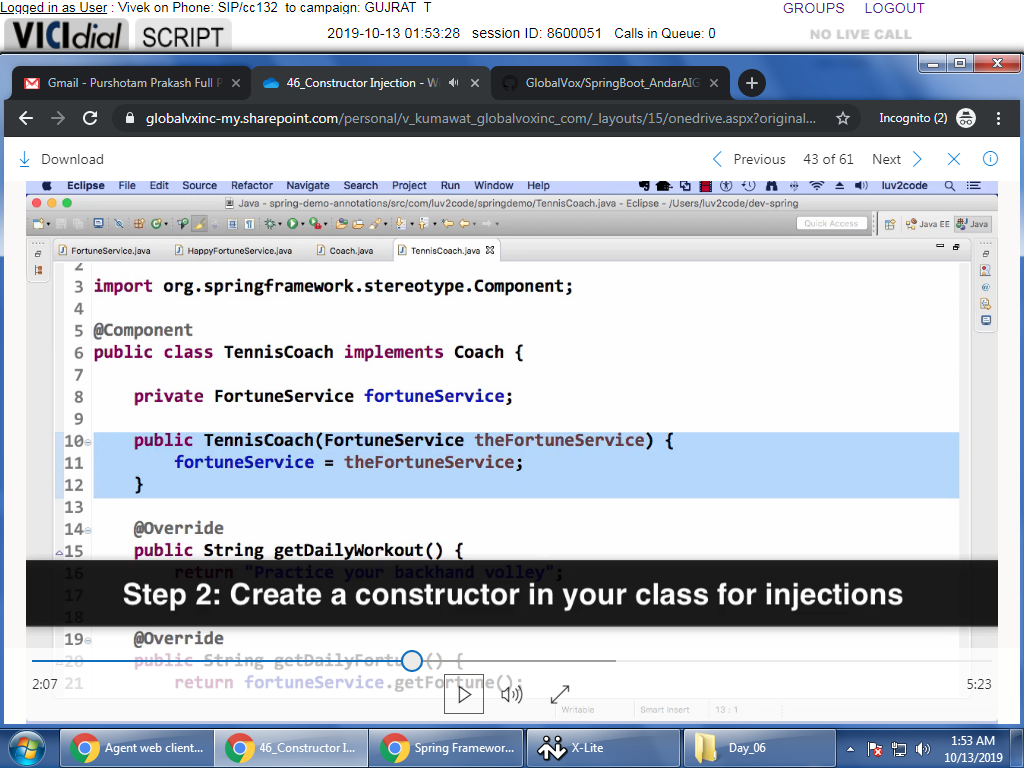 Logged in as User : Vivek on Phone: SIP/cc132 to campaign: GUJRAT_T
GROUPS LOGOUT
VICIdial SCRIPT
2019-10-13 01:53:28 session ID: 8600051 Calls in Queue: 0
NO LIVE CALL
Gmail - Purshotam Prakash Full P
46_Constructor Injection - W
GlobalVox/SpringBoot_AndarAIG
globalvxinc-my.sharepoint.com/personal/v_kumawat_globalvoxinc_com/_layouts/15/onedrive.aspx?original...
Incognito (2)
Download
Previous 43 of 61 Next
Eclipse File Edit Source Refactor Navigate Search Project Run Window Help
luv2code
Java - spring-demo-annotations/src/com/luv2code/springdemo/TennisCoach.java - Eclipse - /Users/luv2code/dev-spring
Quick Access Java EE Java
FortuneService.java HappyFortuneService.java Coach.java TennisCoach.java
2
3 import org.springframework.stereotype.Component;
4
5 @Component
6 public class TennisCoach implements Coach {
7
8 private FortuneService fortuneService;
9
10 public TennisCoach(FortuneService theFortuneService) {
11 fortuneService = theFortuneService;
12 }
13
14 @Override
15 public String getDailyWorkout() {
16 return "Practice your backhand volley";
17
Step 2: Create a constructor in your class for injections
18
19 @Override
20 public String getDailyFortune() {
21 return fortuneService.getFortune();
2:07
5:23
Writable Smart Insert 13 : 1
Agent web client...
46_Constructor I...
Spring Framewor...
X-Lite
Day_06
1:53 AM
10/13/2019